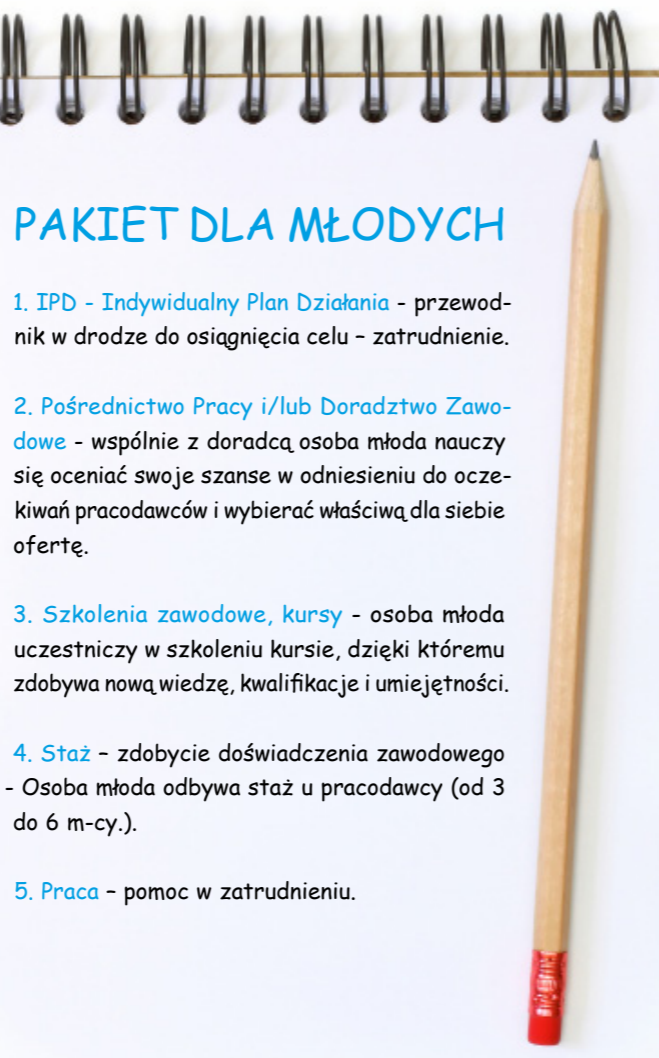 PAKIET DLA MŁODYCH
1. IPD - Indywidualny Plan Działania - przewod-
nik w drodze do osiągnięcia celu – zatrudnienie.
2. Pośrednictwo Pracy i/lub Doradztwo Zawo-
dowe - wspólnie z doradcą osoba młoda nauczy
się oceniać swoje szanse w odniesieniu do ocze-
kiwań pracodawców i wybierać właściwą dla siebie
ofertę.
3. Szkolenia zawodowe, kursy - osoba młoda
uczestniczy w szkoleniu kursie, dzięki któremu
zdobywa nową wiedzę, kwalifikacje i umiejętności.
4. Staż – zdobycie doświadczenia zawodowego
- Osoba młoda odbywa staż u pracodawcy (od 3
do 6 m-cy.).
5. Praca – pomoc w zatrudnieniu.